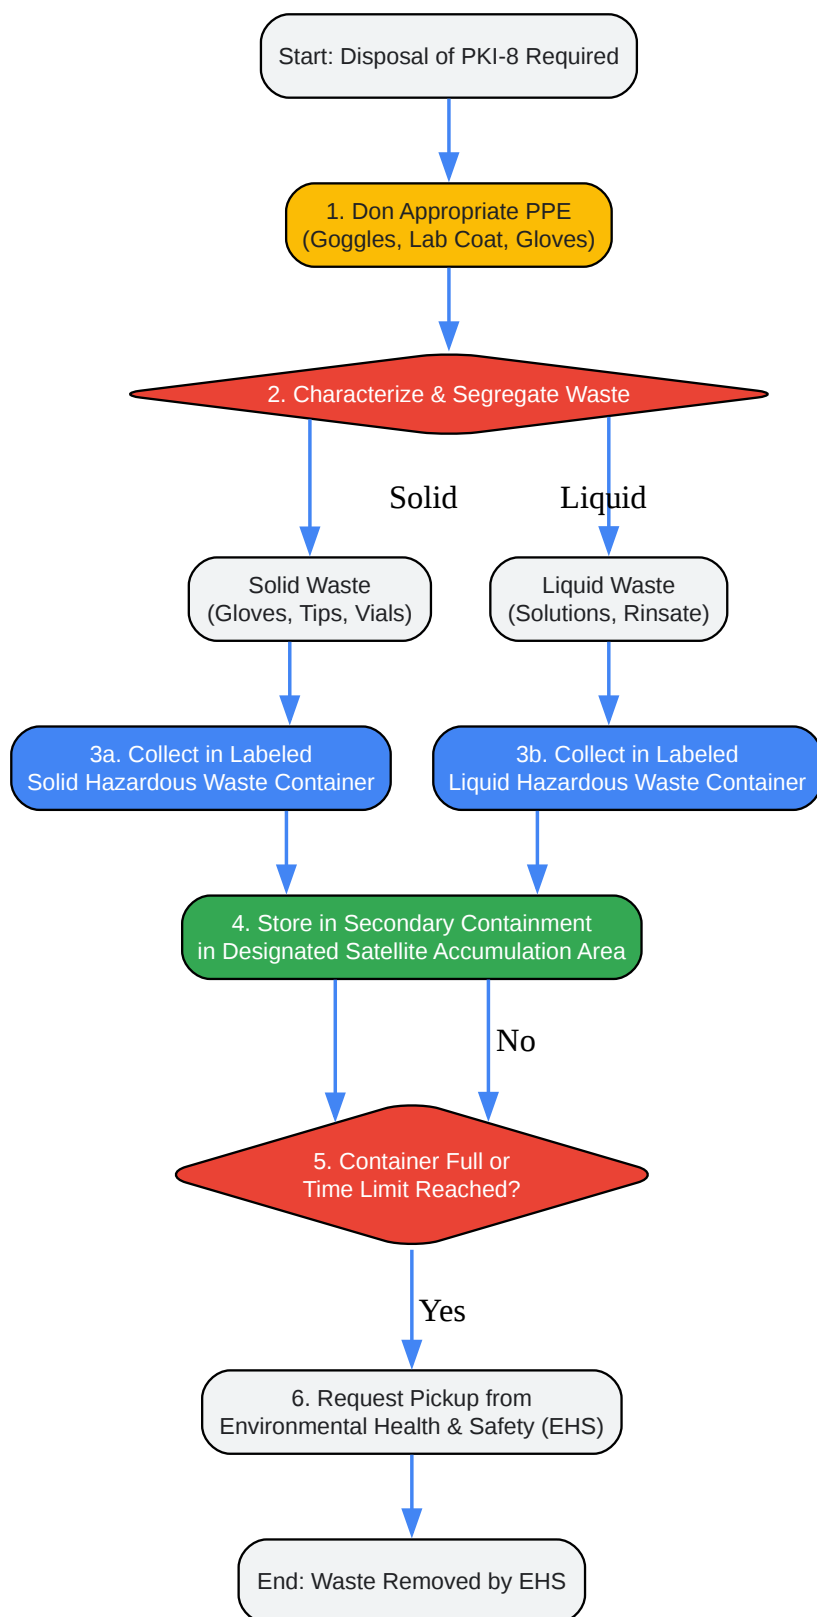 Start: Disposal of PKI-8 Required
1. Don Appropriate PPE
(Goggles, Lab Coat, Gloves)
2. Characterize & Segregate Waste
Solid
Liquid
Solid Waste
(Gloves, Tips, Vials)
Liquid Waste
(Solutions, Rinsate)
3a. Collect in Labeled
Solid Hazardous Waste Container
3b. Collect in Labeled
Liquid Hazardous Waste Container
4. Store in Secondary Containment
in Designated Satellite Accumulation Area
No
5. Container Full or
Time Limit Reached?
Yes
6. Request Pickup from
Environmental Health & Safety (EHS)
End: Waste Removed by EHS